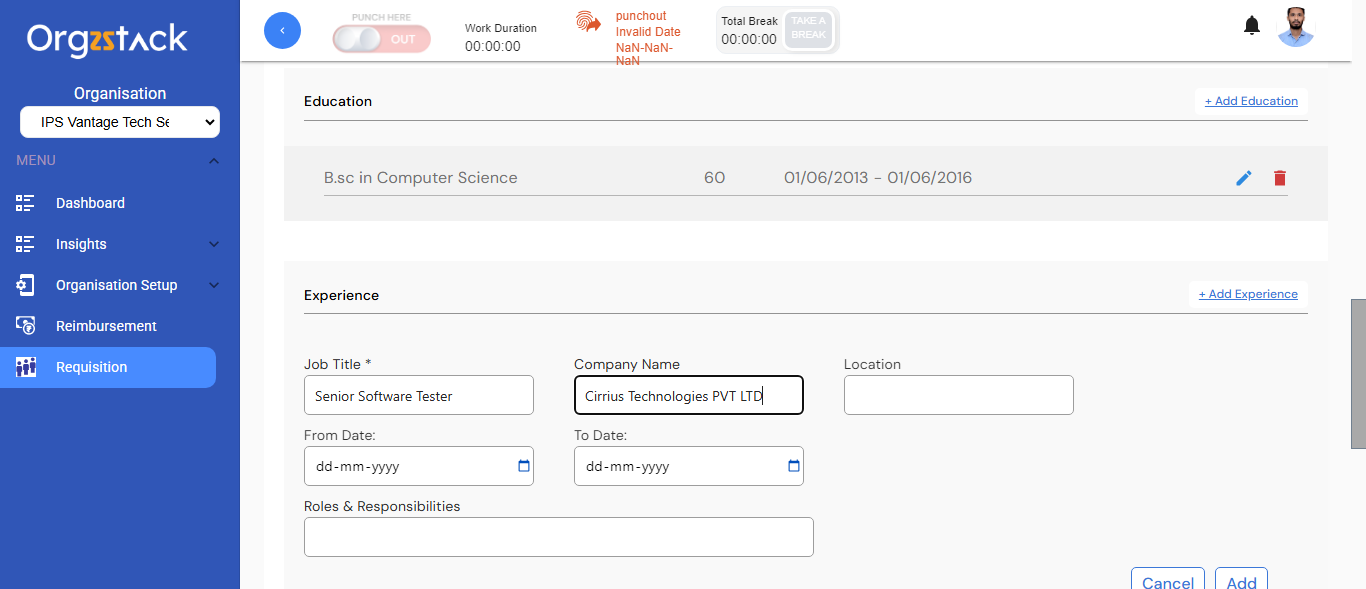 Orgzstack
Organisation
IPS Vantage Tech Se
MENU
Dashboard
Insights
Organisation Setup
Reimbursement
Requisition
PUNCH HERE
OUT
Work Duration
00:00:00
punchout
Invalid Date
NaN-NaN-
NaN
Total Break
00:00:00
TAKE A
BREAK
Education
+ Add Education
B.sc in Computer Science 60 01/06/2013 - 01/06/2016
Experience
+ Add Experience
Job Title * Company Name Location
Senior Software Tester Cirrius Technologies PVT LTD
From Date: To Date:
dd-mm-yyyy dd-mm-yyyy
Roles & Responsibilities
Cancel Add